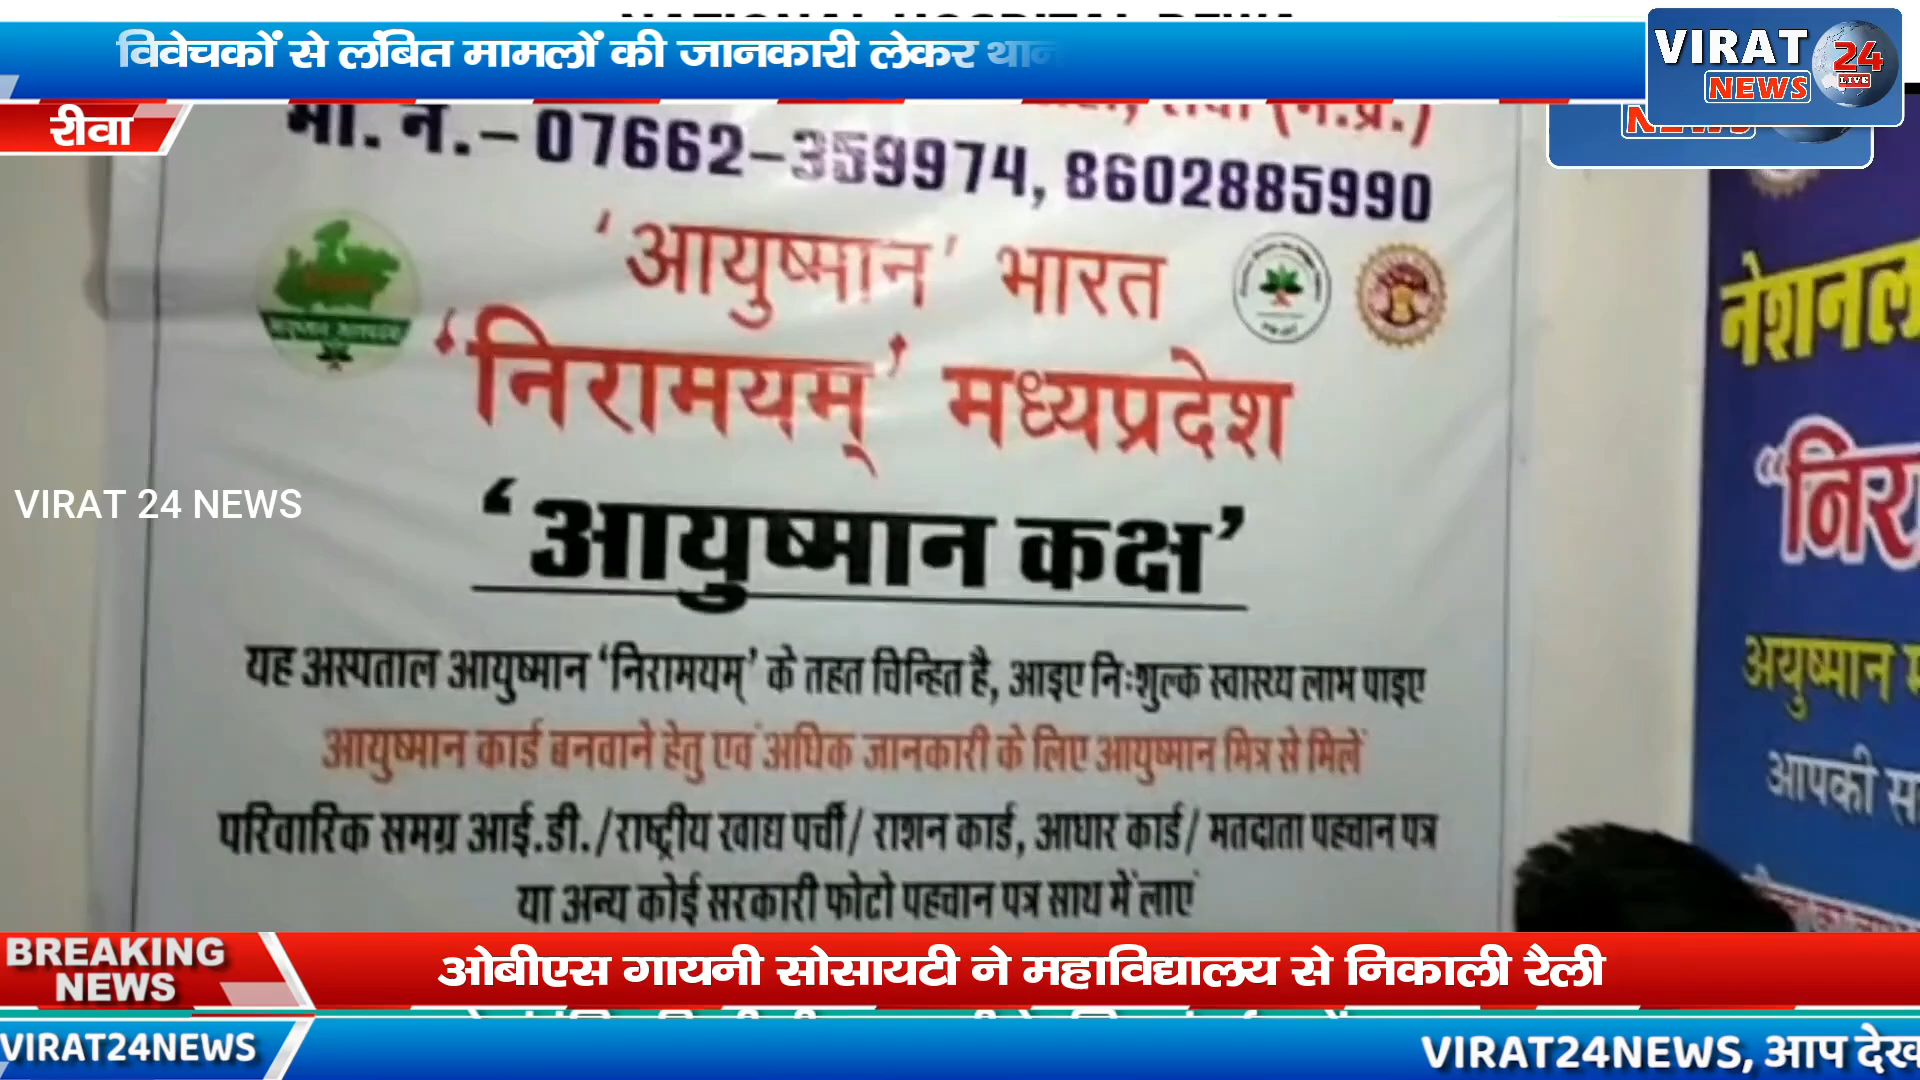 विवेचकों से लंबित मामलों की जानकारी लेकर
VIRAT
24
LIVE
NEWS
रीवा
NEWS
मो. नं. – 07662–359974, 8602885990
‘आयुष्मान’ भारत
‘निरामयम्’ मध्यप्रदेश
‘आयुष्मान कक्ष’
यह अस्पताल आयुष्मान ‘निरामयम्’ के तहत चिन्हित है, आइए निःशुल्क स्वास्थ्य लाभ पाइए
आयुष्मान कार्ड बनवाने हेतु एवं अधिक जानकारी के लिए आयुष्मान मित्र से मिलें
परिवारिक समग्र आई.डी./राष्ट्रीय खाद्य पर्ची/ राशन कार्ड, आधार कार्ड/ मतदाता पहचान पत्र
या अन्य कोई सरकारी फोटो पहचान पत्र साथ में लाएं
VIRAT 24 NEWS
नेशनल
अयुष्मान
आपकी
BREAKING
NEWS
ओबीएस गायनी सोसायटी ने महाविद्यालय से निकाली रैली
VIRAT24NEWS
VIRAT24NEWS, आप देख